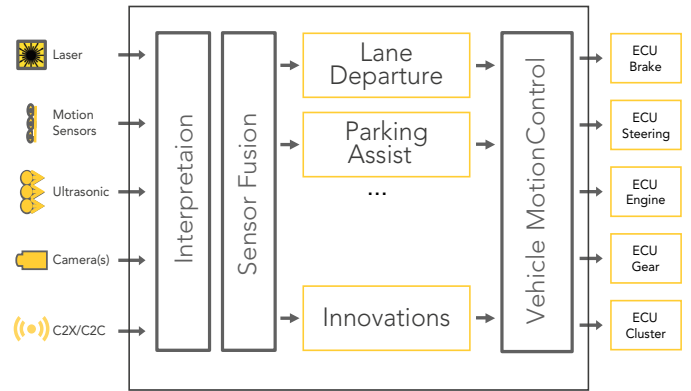 Laser
Motion
Sensors
Ultrasonic
Camera(s)
C2X/C2C
Interpretaion
Sensor Fusion
Lane
Departure
Parking
Assist
...
Innovations
Vehicle MotionControl
ECU
Brake
ECU
Steering
ECU
Engine
ECU
Gear
ECU
Cluster